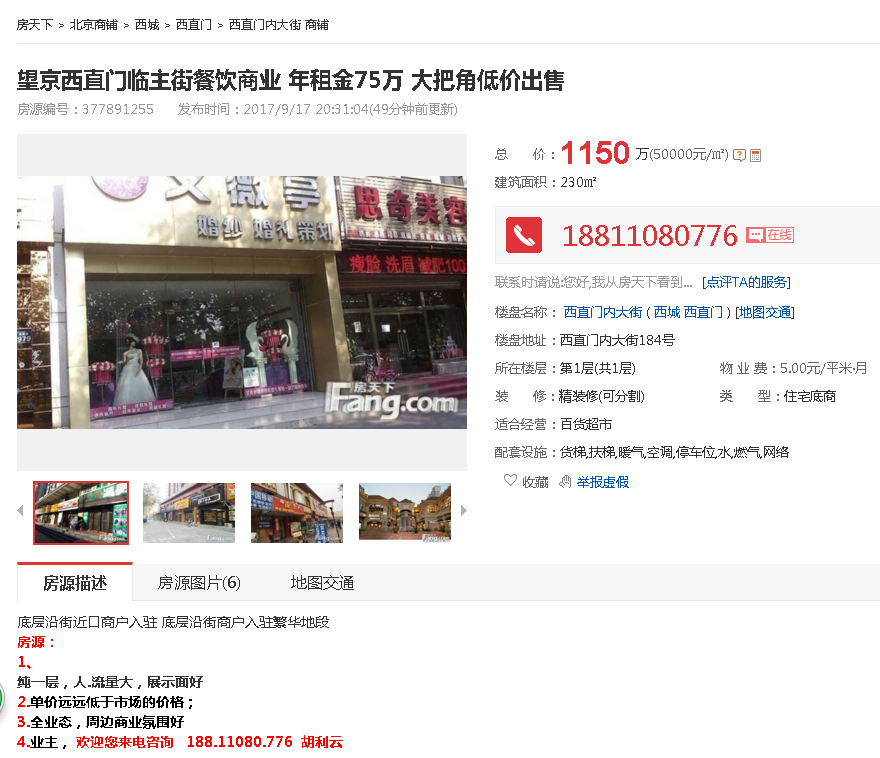 房天下 > 北京商铺 > 西城 > 西直门 > 西直门内大街 商铺
望京西直门临主街餐饮商业 年租金75万 大把角低价出售
房源编号：377891255 发布时间：2017/9/17 20:31:04(49分钟前更新)
思奇美容
瘦脸 洗眉 减肥100
房天下
Fang.com
总 价：1150万(50000元/㎡)
建筑面积：230㎡
18811080776 在线
联系时请说:您好,我从房天下看到... [点评TA的服务]
楼盘名称： 西直门内大街 ( 西城 西直门 ) [地图交通]
楼盘地址：西直门内大街184号
所在楼层：第1层(共1层) 物 业 费：5.00元/平米·月
装 修：精装修(可分割) 类 型：住宅底商
适合经营：百货超市
配套设施：货梯,扶梯,暖气,空调,停车位,水,燃气,网络
收藏 举报虚假
房源描述 房源图片(6) 地图交通
底层沿街近口商户入驻 底层沿街商户入驻繁华地段
房源：
1、
纯一层，人.流量大，展示面好
2.单价远远低于市场的价格；
3.全业态，周边商业氛围好
4.业主， 欢迎您来电咨询 188.11080.776 胡利云